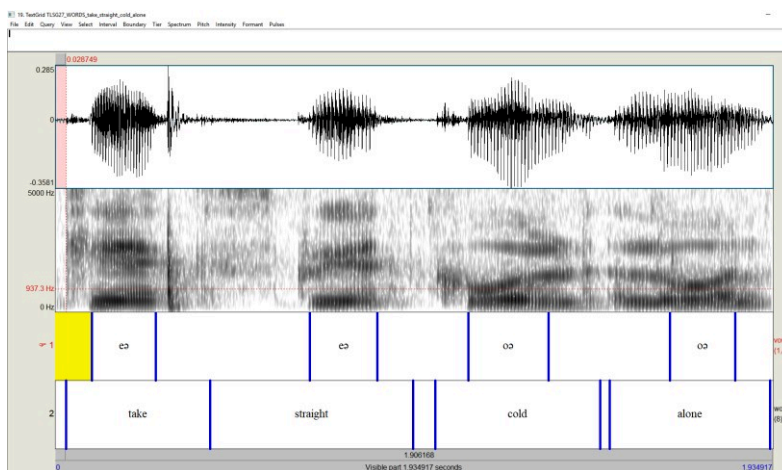 19. TextGrid TLSG27_WORDS_take_straight_cold_alone
File Edit Query View Select Interval Boundary Tier Spectrum Pitch Intensity Formant Pulses
0.028749
0.285
0
-0.3581
5000 Hz
937.3 Hz
0 Hz
1 eə eə oə oə
2 take straight cold alone
(8)
1.906168
0 Visible part 1.934917 seconds 1.934917